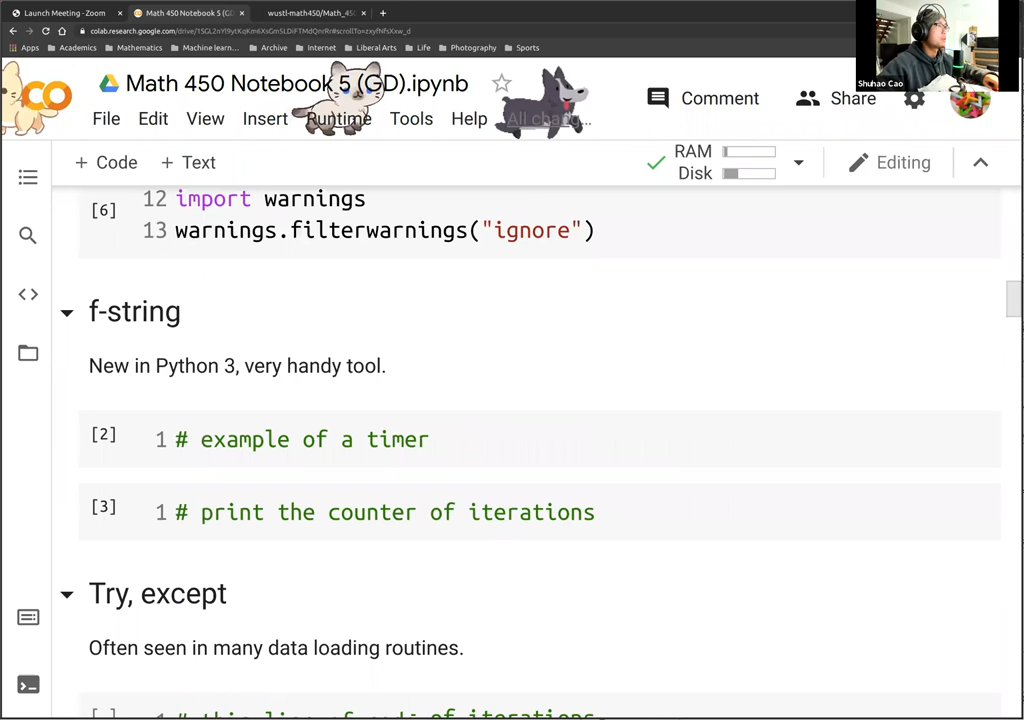 Launch Meeting - Zoom
Math 450 Notebook 5 (GD
wustl-math450/Math_45
Apps
Academics
Mathematics
Machine learn...
Archive
Internet
Liberal Arts
Life
Photography
Sports
Shuhao Cao
CO
Math 450 Notebook 5 (GD).ipynb
Comment
Share
File Edit View Insert Runtime Tools Help
+ Code + Text
RAM
Disk
Editing
[6]
12 import warnings
13 warnings.filterwarnings("ignore")
f-string
New in Python 3, very handy tool.
[2] 1 # example of a timer
[3] 1 # print the counter of iterations
Try, except
Often seen in many data loading routines.